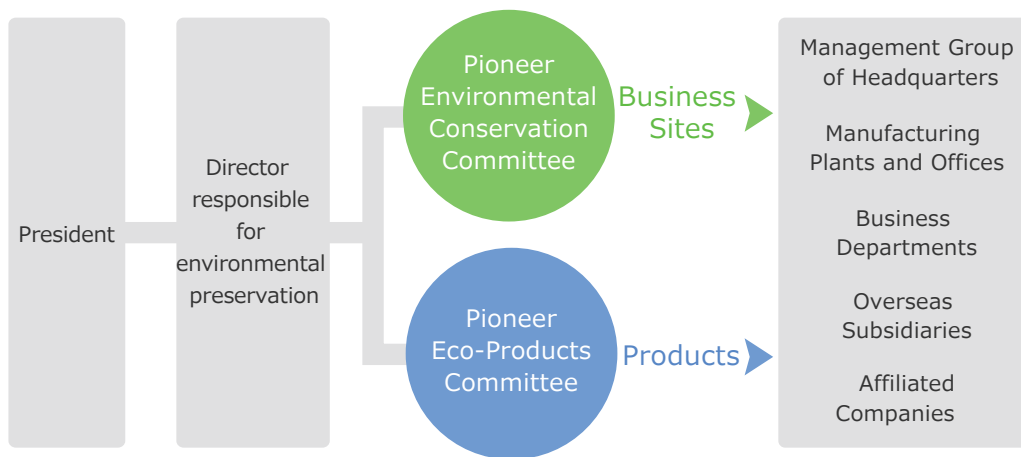 President
Director
responsible
for
environmental
preservation
Pioneer
Environmental
Conservation
Committee
Business
Sites
Pioneer
Eco-Products
Committee
Products
Management Group
of Headquarters
Manufacturing
Plants and Offices
Business
Departments
Overseas
Subsidiaries
Affiliated
Companies